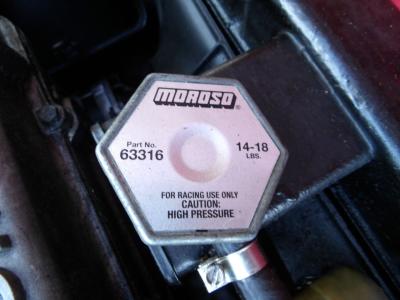 MOROSO®
Part No.
63316
14-18
LBS.
FOR RACING USE ONLY
CAUTION:
HIGH PRESSURE